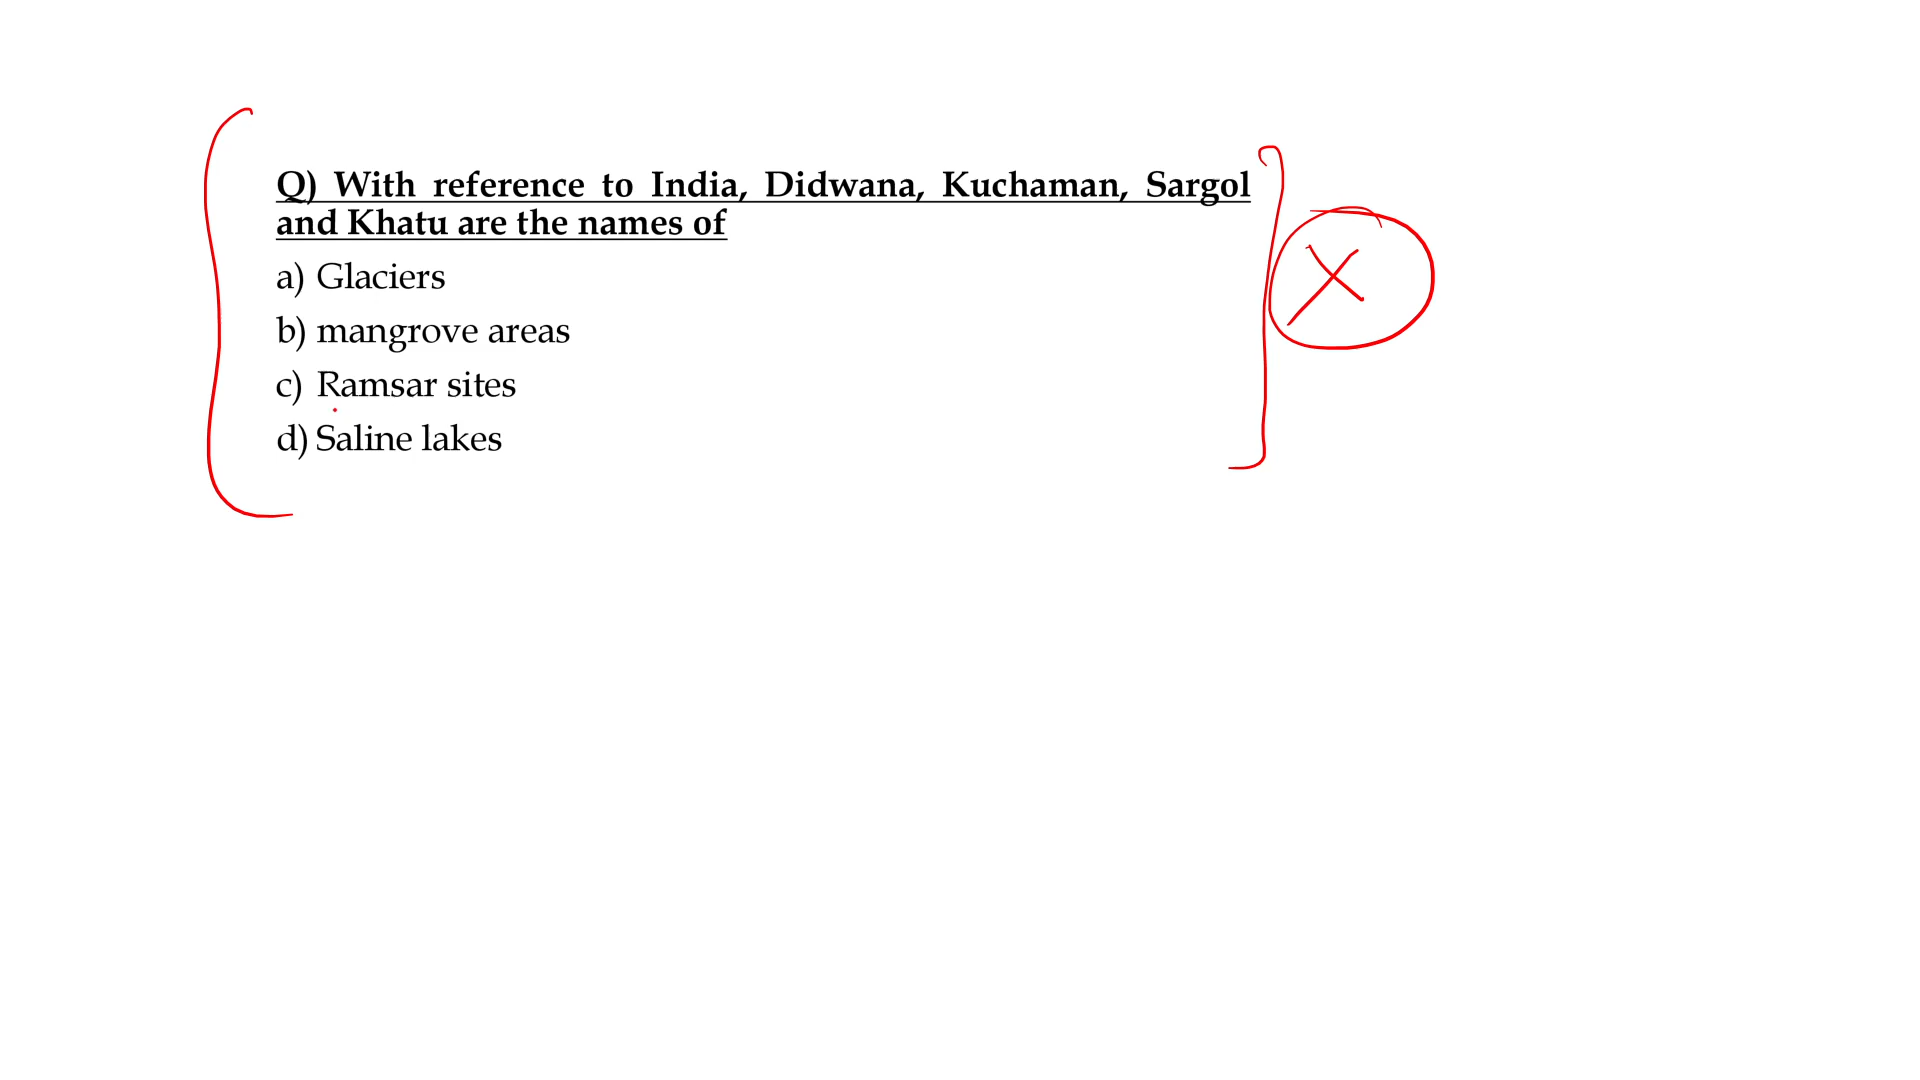 Q) With reference to India, Didwana, Kuchaman, Sargol
and Khatu are the names of
a) Glaciers
b) mangrove areas
c) Ramsar sites
d) Saline lakes